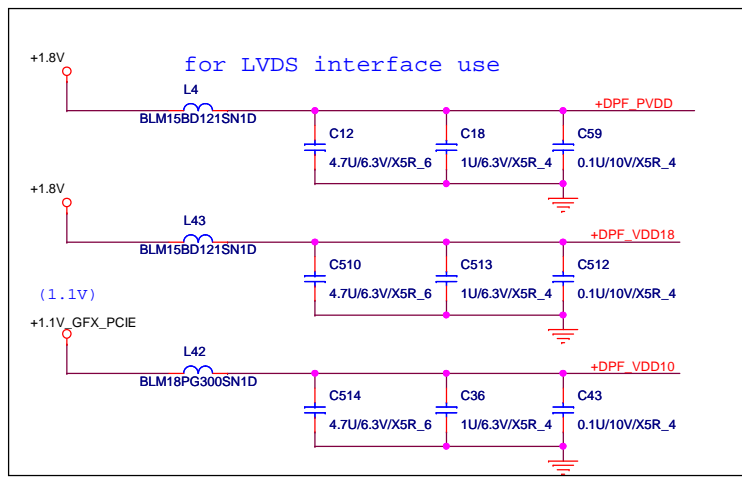 for LVDS interface use
+1.8V
L4
BLM15BD121SN1D
+DPF_PVDD
C12
4.7U/6.3V/X5R_6
C18
1U/6.3V/X5R_4
C59
0.1U/10V/X5R_4
+1.8V
L43
BLM15BD121SN1D
+DPF_VDD18
C510
4.7U/6.3V/X5R_6
C513
1U/6.3V/X5R_4
C512
0.1U/10V/X5R_4
(1.1V)
+1.1V_GFX_PCIE
L42
BLM18PG300SN1D
+DPF_VDD10
C514
4.7U/6.3V/X5R_6
C36
1U/6.3V/X5R_4
C43
0.1U/10V/X5R_4